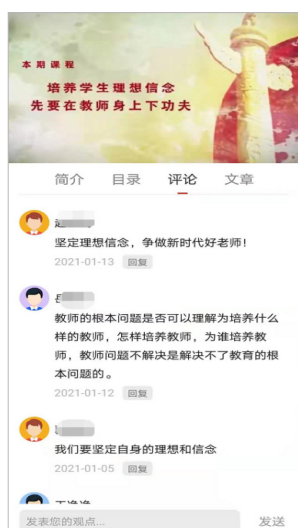 本期课程
培养学生理想信念
先要在教师身上下功夫
简介 目录 评论 文章
坚定理想信念，争做新时代好老师！
2021-01-13 回复
教师的根本问题是否可以理解为培养什么
样的教师，怎样培养教师，为谁培养教
师，教师问题不解决是解决不了教育的根
本问题的。
2021-01-12 回复
我们要坚定自身的理想和信念
2021-01-05 回复
发表您的观点... 发送